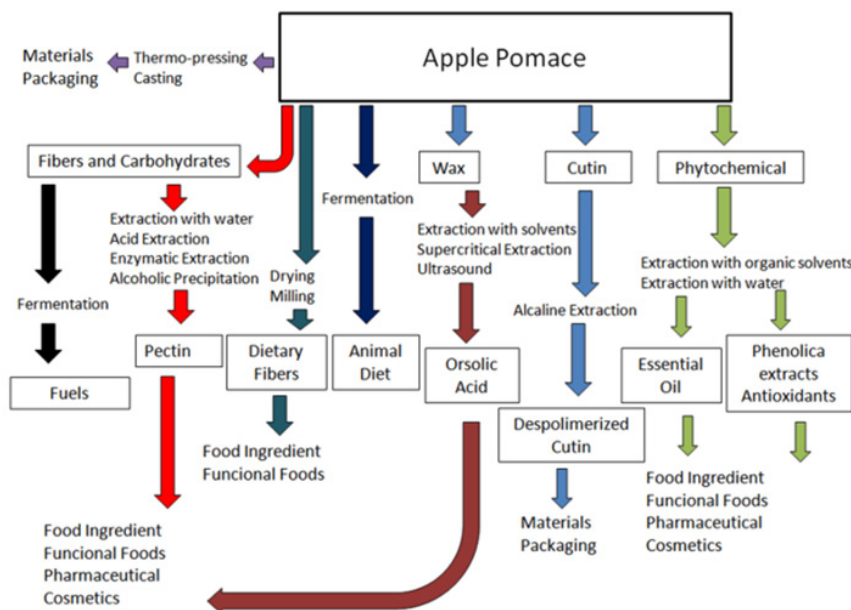 Apple Pomace
Materials
Packaging
Thermo-pressing
Casting
Fibers and Carbohydrates
Wax
Cutin
Phytochemical
Extraction with water
Acid Extraction
Enzymatic Extraction
Alcoholic Precipitation
Fermentation
Extraction with solvents
Supercritical Extraction
Ultrasound
Extraction with organic solvents
Extraction with water
Fermentation
Drying
Milling
Alcaline Extraction
Pectin
Dietary
Fibers
Animal
Diet
Orsolic
Acid
Essential
Oil
Phenolica
extracts
Antioxidants
Fuels
Despolimerized
Cutin
Food Ingredient
Funcional Foods
Food Ingredient
Funcional Foods
Pharmaceutical
Cosmetics
Materials
Packaging
Food Ingredient
Funcional Foods
Pharmaceutical
Cosmetics